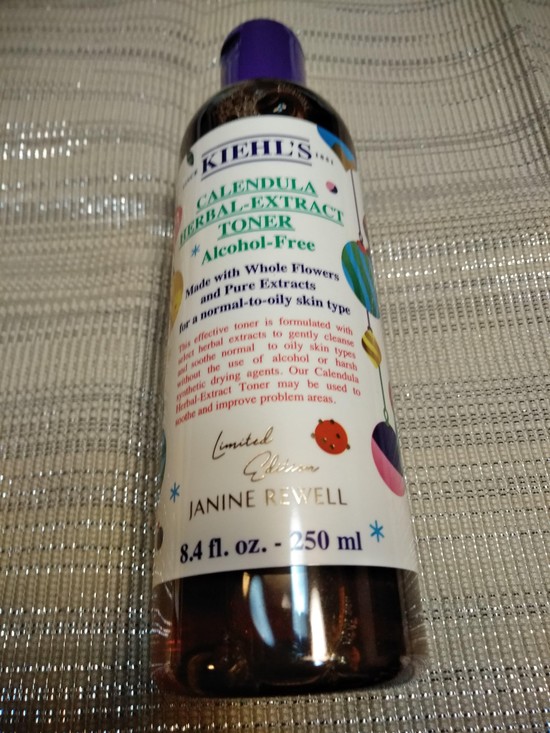 SINCE KIEHL'S 1851
CALENDULA
HERBAL-EXTRACT
TONER
Alcohol-Free
Made with Whole Flowers
and Pure Extracts
for a normal-to-oily skin type
This effective toner is formulated with
select herbal extracts to gently cleanse
and soothe normal to oily skin types
without the use of alcohol or harsh
synthetic drying agents. Our Calendula
Herbal-Extract Toner may be used to
soothe and improve problem areas.
Limited
Edition
JANINE REWELL
8.4 fl. oz. - 250 ml